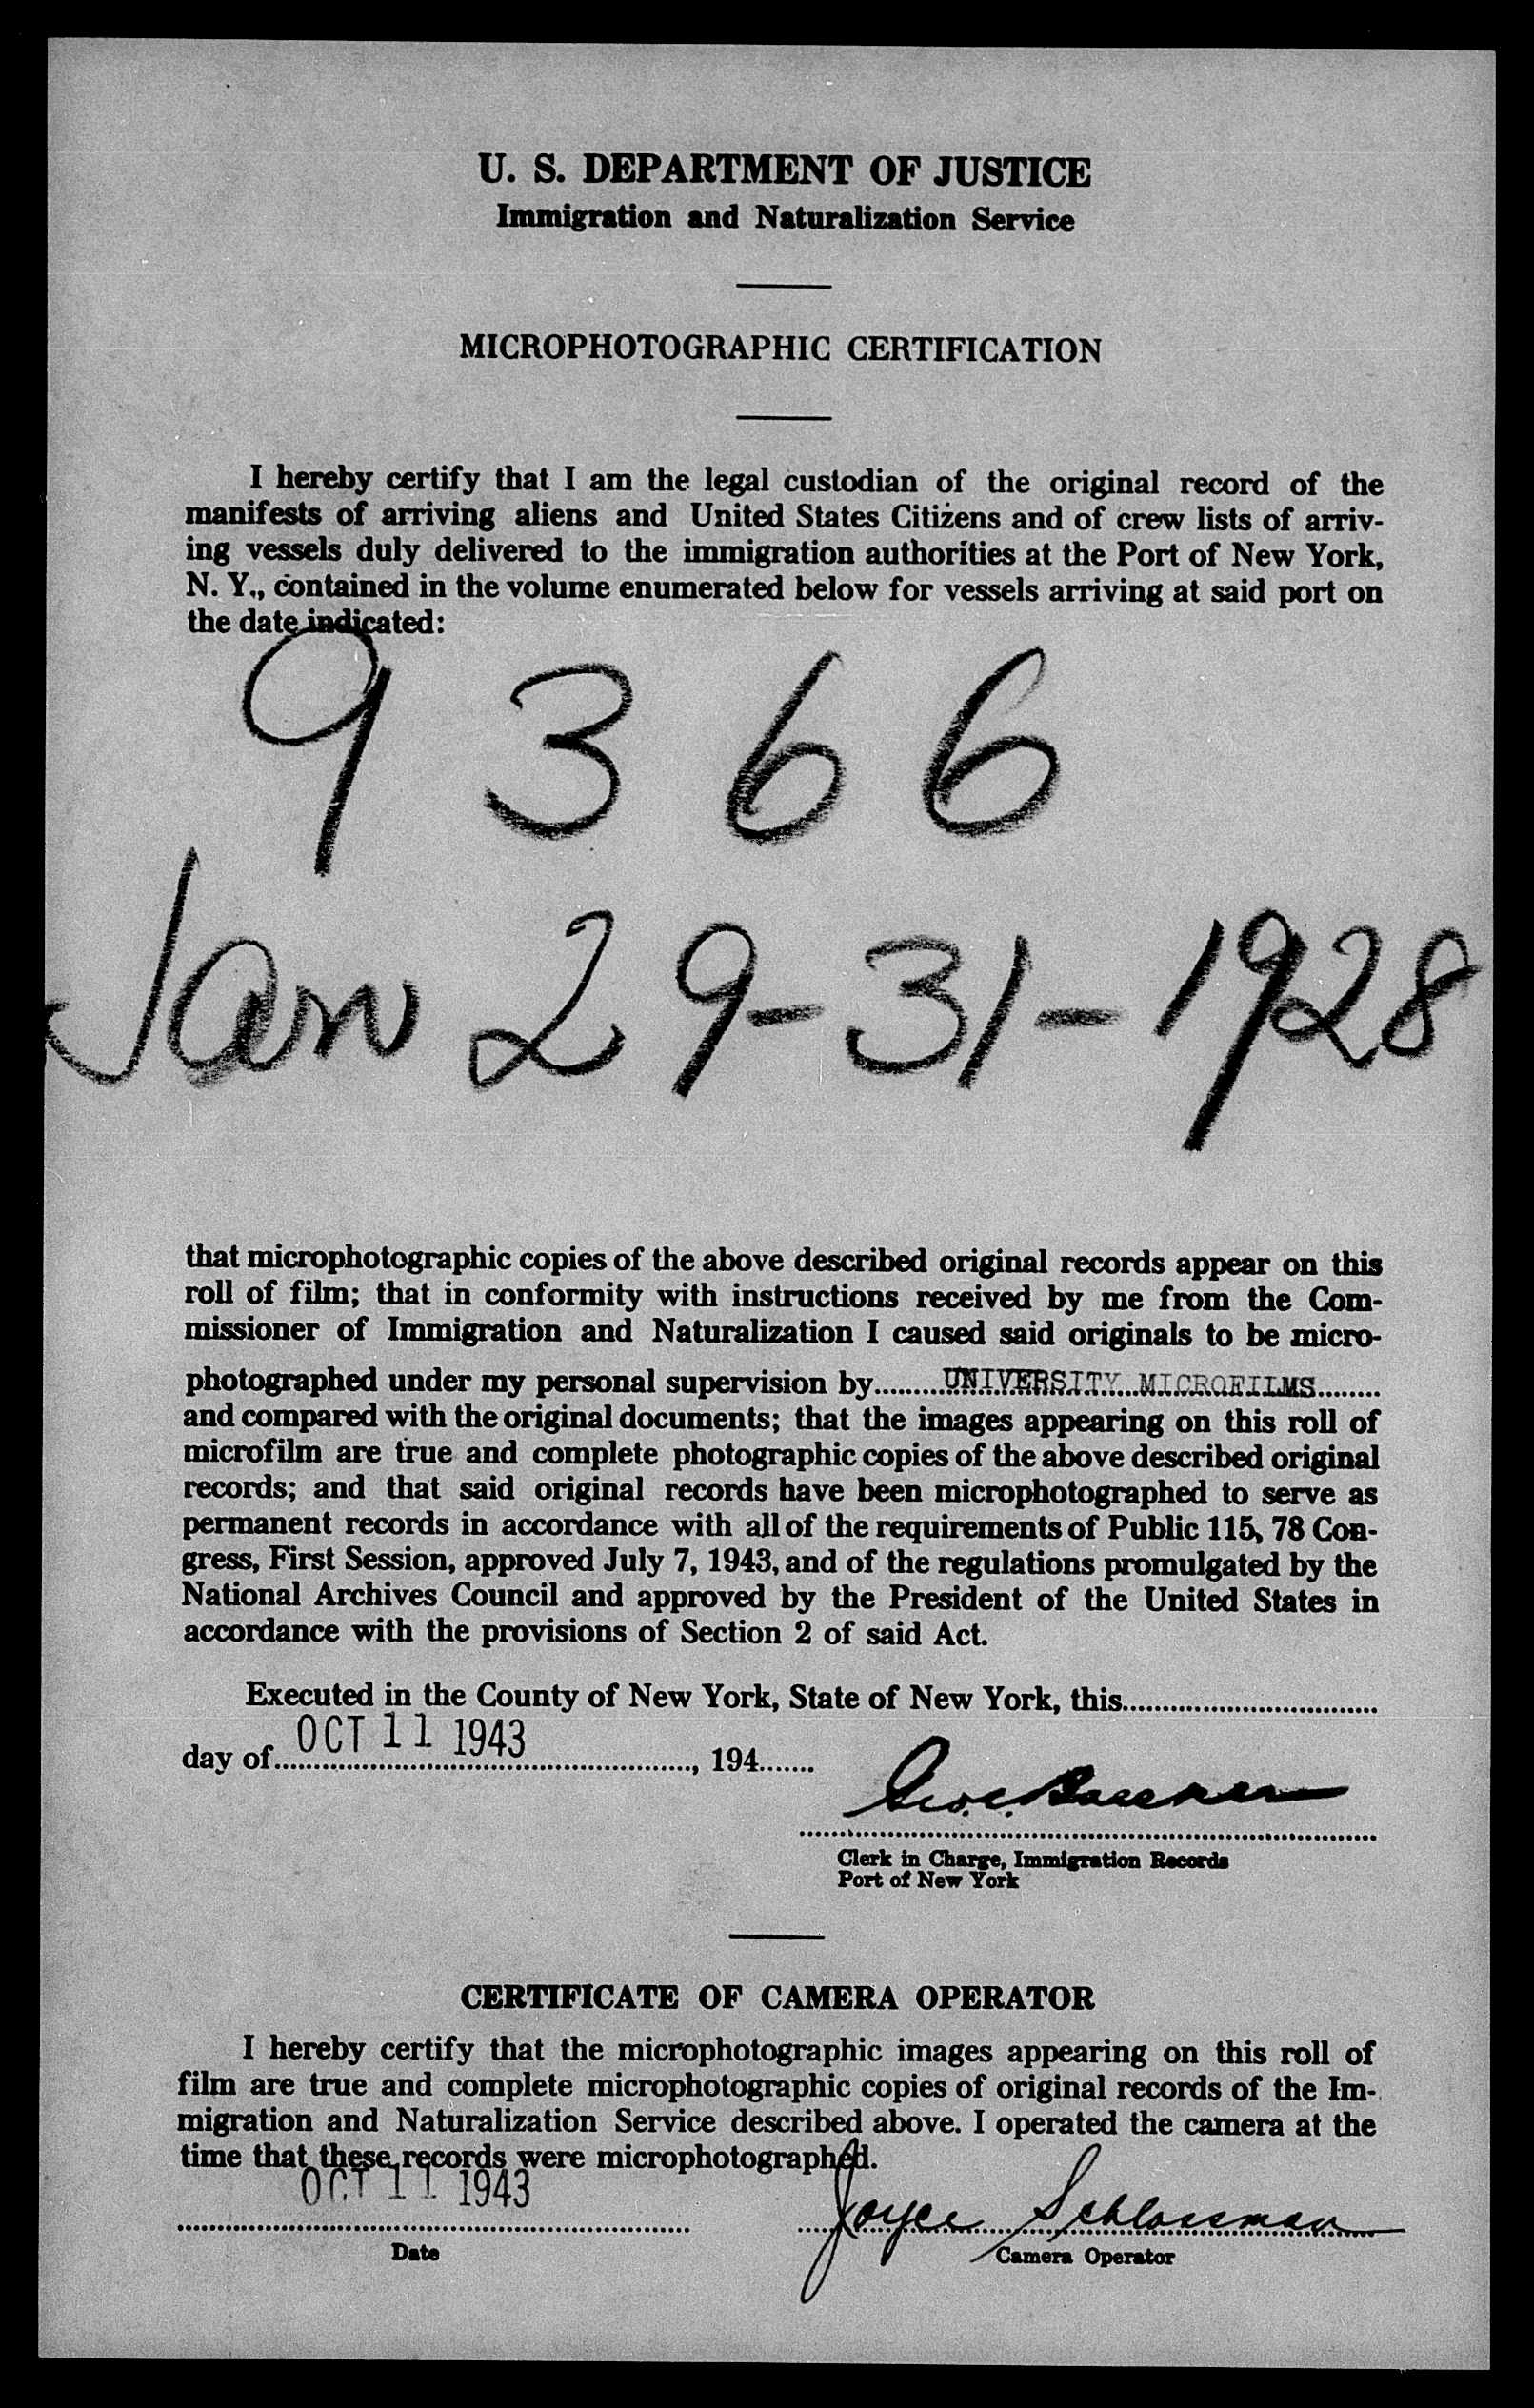 U. S. DEPARTMENT OF JUSTICE
Immigration and Naturalization Service
MICROPHOTOGRAPHIC CERTIFICATION
I hereby certify that I am the legal custodian of the original record of the
manifests of arriving aliens and United States Citizens and of crew lists of arriv-
ing vessels duly delivered to the immigration authorities at the Port of New York,
N. Y., contained in the volume enumerated below for vessels arriving at said port on
the date indicated:
9366
Jan 29-31-1928
that microphotographic copies of the above described original records appear on this
roll of film; that in conformity with instructions received by me from the Com-
missioner of Immigration and Naturalization I caused said originals to be micro-
photographed under my personal supervision by UNIVERSITY MICROFILMS
and compared with the original documents; that the images appearing on this roll of
microfilm are true and complete photographic copies of the above described original
records; and that said original records have been microphotographed to serve as
permanent records in accordance with all of the requirements of Public 115, 78 Con-
gress, First Session, approved July 7, 1943, and of the regulations promulgated by the
National Archives Council and approved by the President of the United States in
accordance with the provisions of Section 2 of said Act.
Executed in the County of New York, State of New York, this
day of OCT 11 1943, 194
Geo. C.
Clerk in Charge, Immigration Records
Port of New York
CERTIFICATE OF CAMERA OPERATOR
I hereby certify that the microphotographic images appearing on this roll of
film are true and complete microphotographic copies of original records of the Im-
migration and Naturalization Service described above. I operated the camera at the
time that these records were microphotographed.
OCT 11 1943 Joyce Schlossman
Date Camera Operator